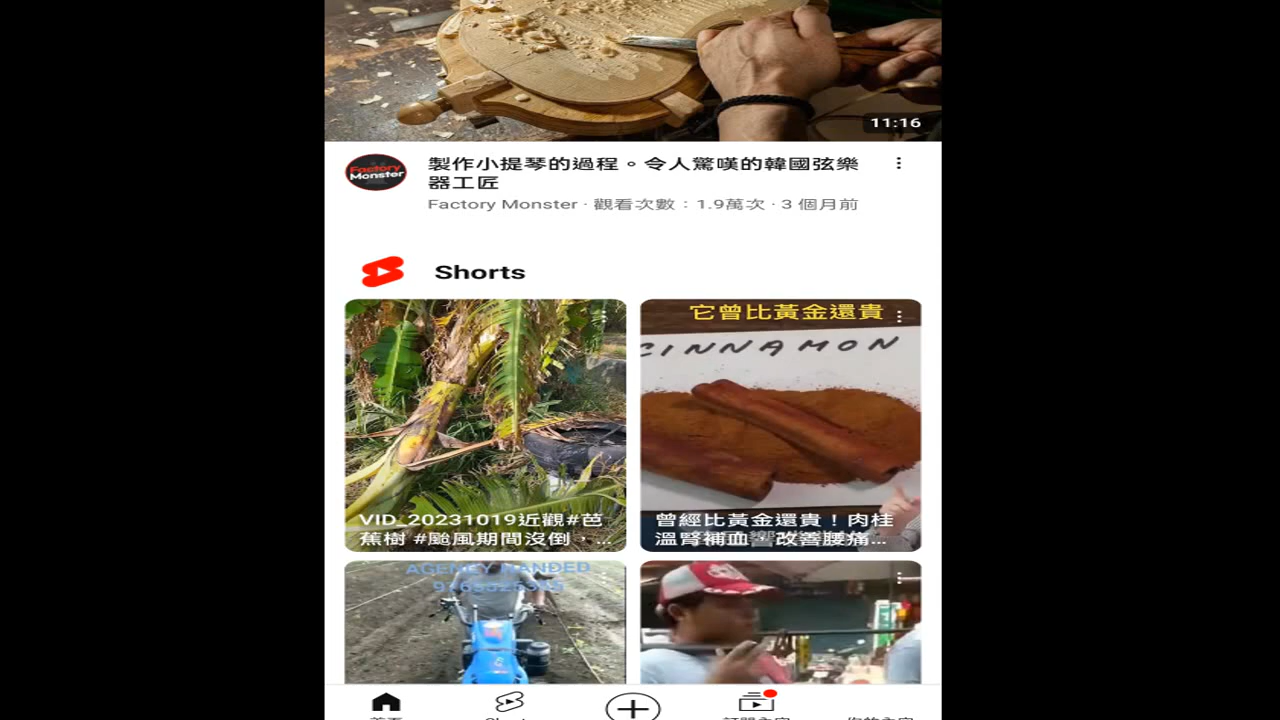 11:16
Factory
Monster
製作小提琴的過程。令人驚嘆的韓國弦樂
器工匠
Factory Monster · 觀看次數：1.9萬次 · 3 個月前
Shorts
VID_20231019近觀#芭
蕉樹 #颱風期間沒倒，...
它曾比黃金還貴
CINNAMON
曾經比黃金還貴！肉桂
溫腎補血，改善腰痛...
AGENCY NANDED